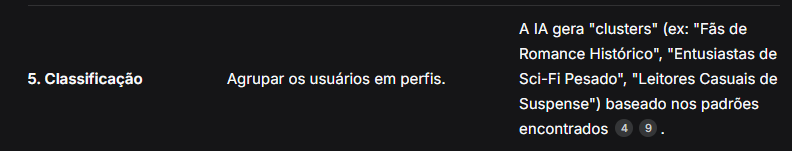 5. Classificação
Agrupar os usuários em perfis.
A IA gera "clusters" (ex: "Fãs de
Romance Histórico", "Entusiastas de
Sci-Fi Pesado", "Leitores Casuais de
Suspense") baseado nos padrões
encontrados 4 9 .